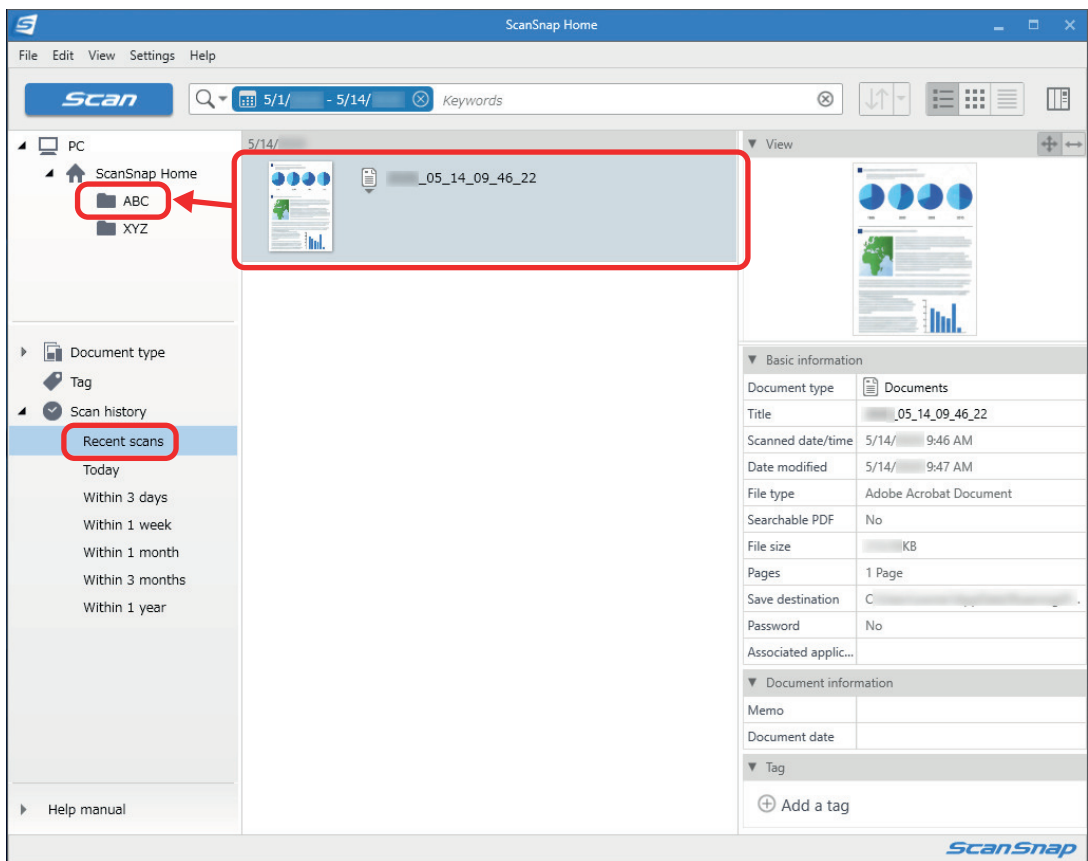 ScanSnap Home
File Edit View Settings Help
Scan
5/1/ - 5/14/ Keywords
PC
ScanSnap Home
ABC
XYZ
Document type
Tag
Scan history
Recent scans
Today
Within 3 days
Within 1 week
Within 1 month
Within 3 months
Within 1 year
Help manual
5/14/
_05_14_09_46_22
View
Basic information
Document type Documents
Title _05_14_09_46_22
Scanned date/time 5/14/ 9:46 AM
Date modified 5/14/ 9:47 AM
File type Adobe Acrobat Document
Searchable PDF No
File size KB
Pages 1 Page
Save destination C
Password No
Associated applic...
Document information
Memo
Document date
Tag
Add a tag
ScanSnap